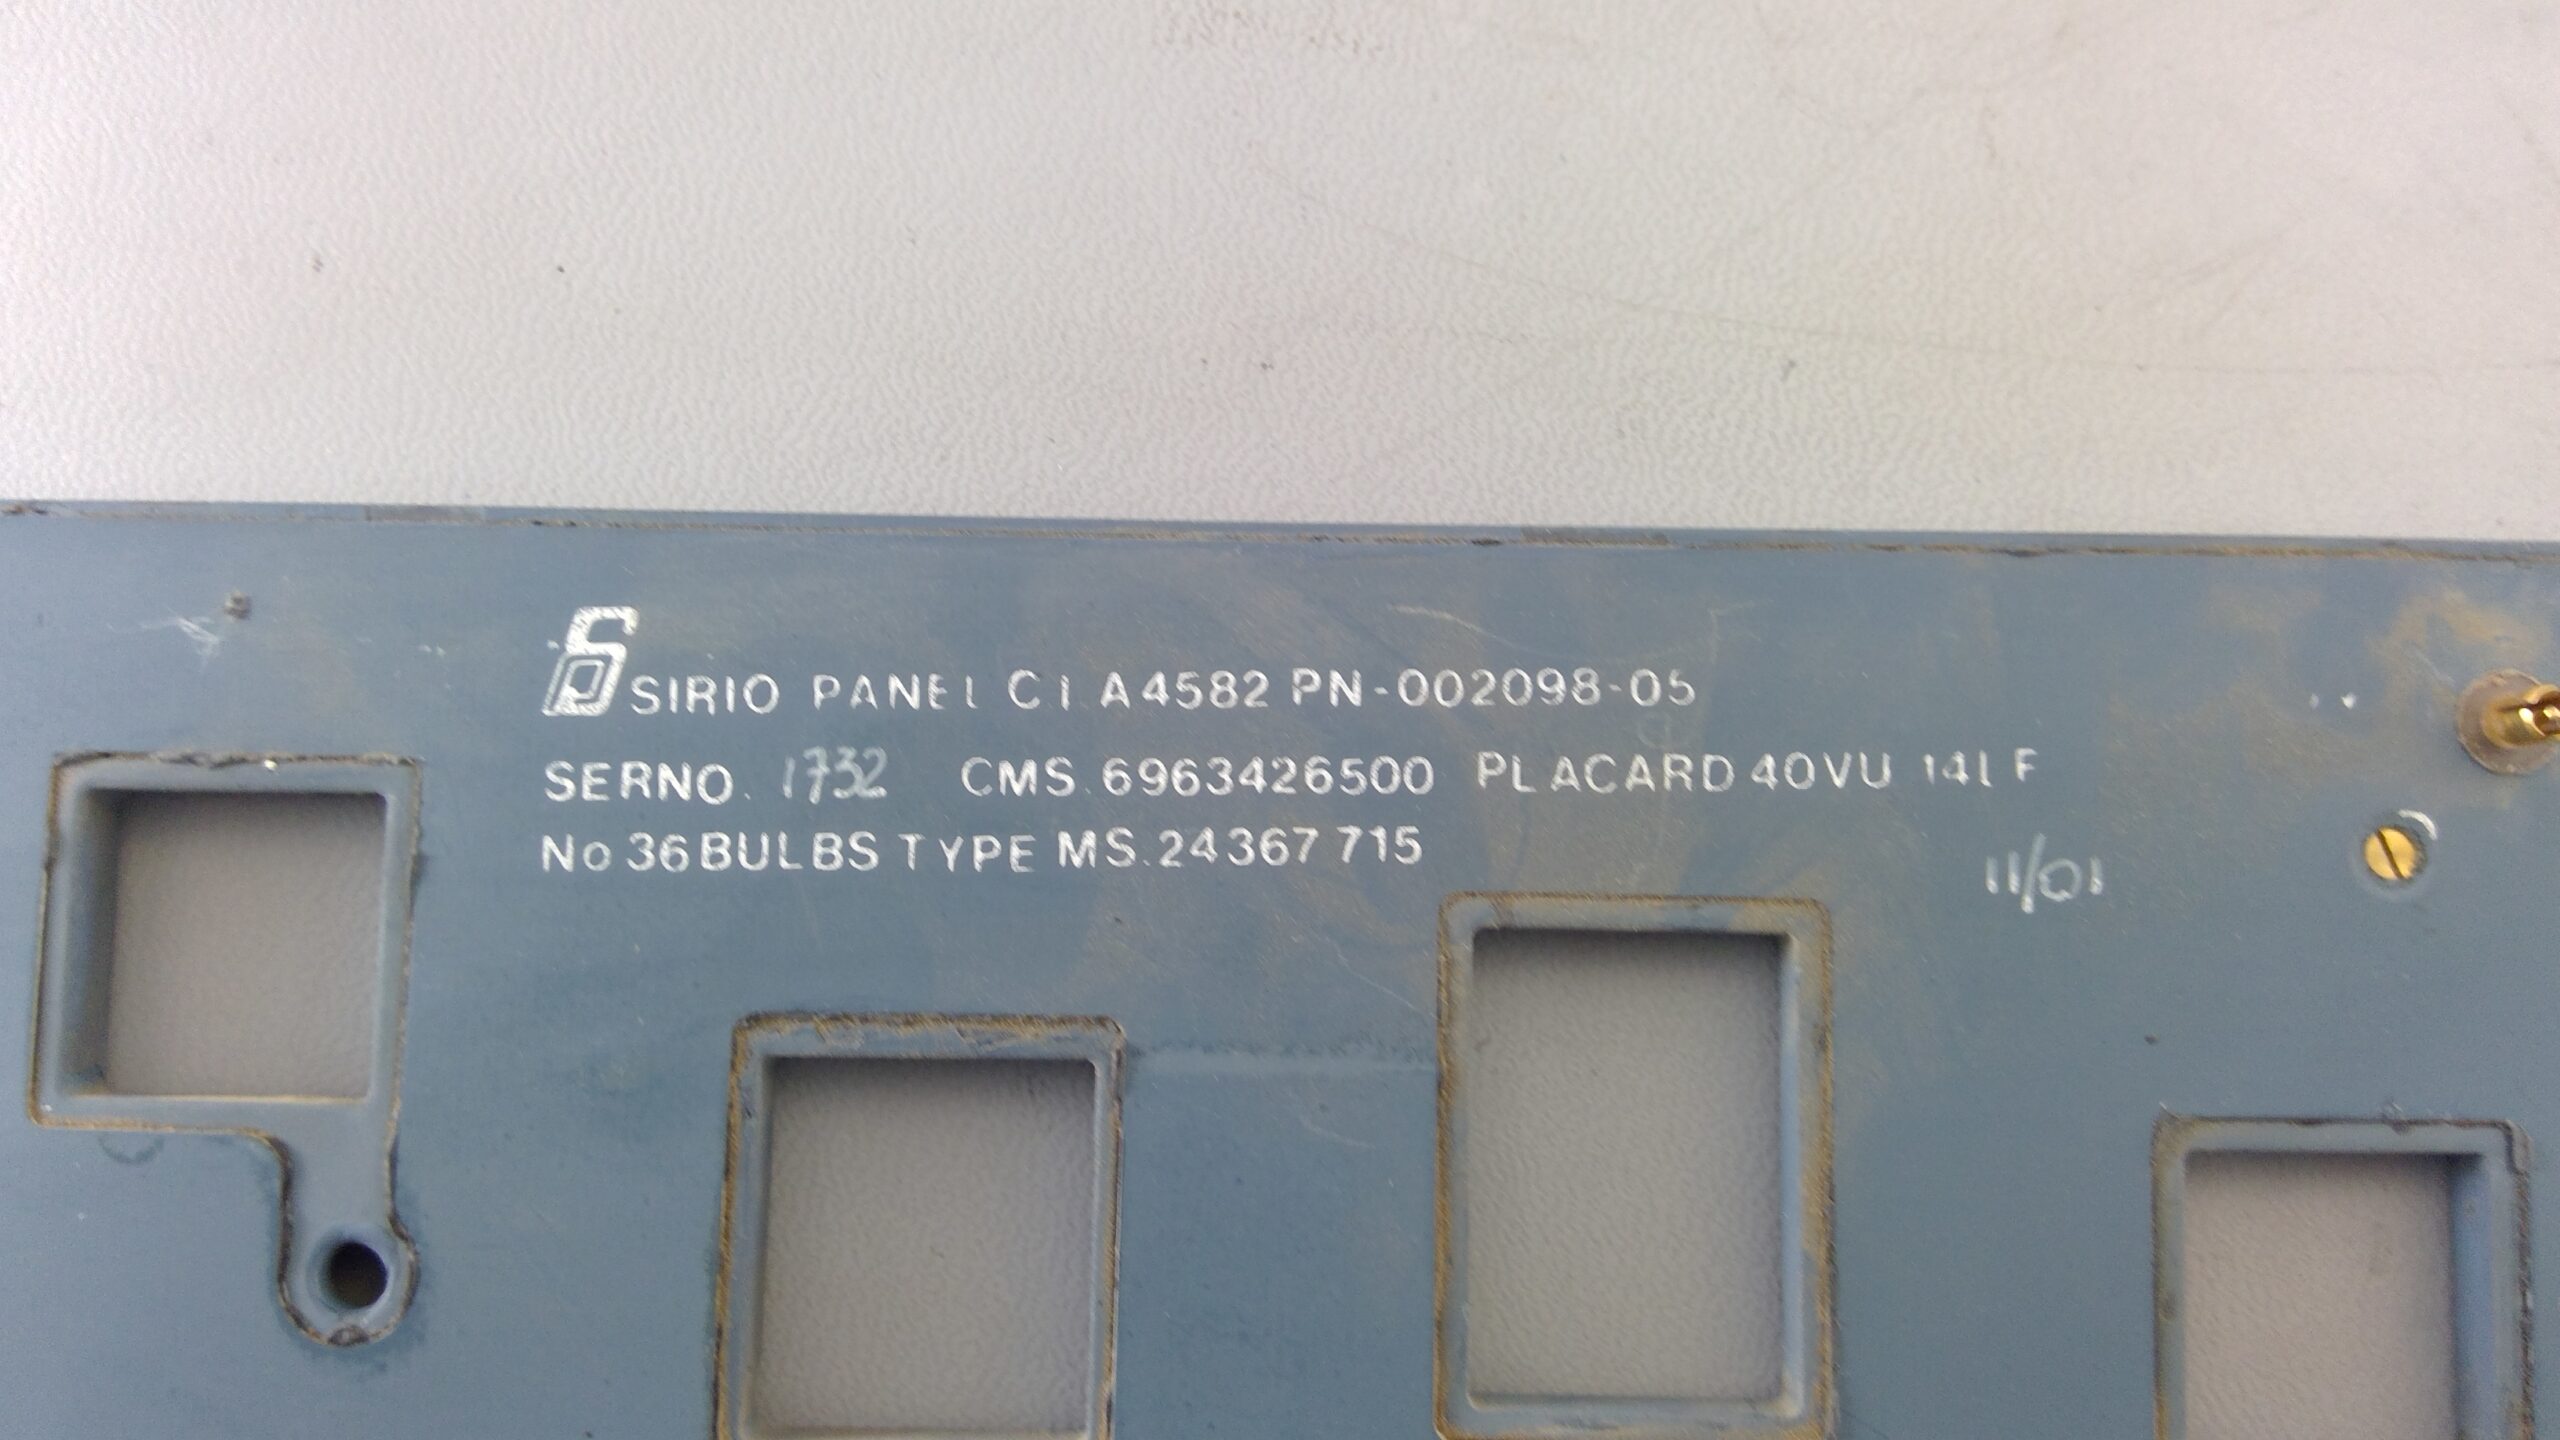 SIRIO PANEL C I. A4582 PN-002098-05
SERNO. 1732 CMS. 6963426500 PLACARD 40VU 141 F
No 36 BULBS TYPE MS. 24367 715
11/01